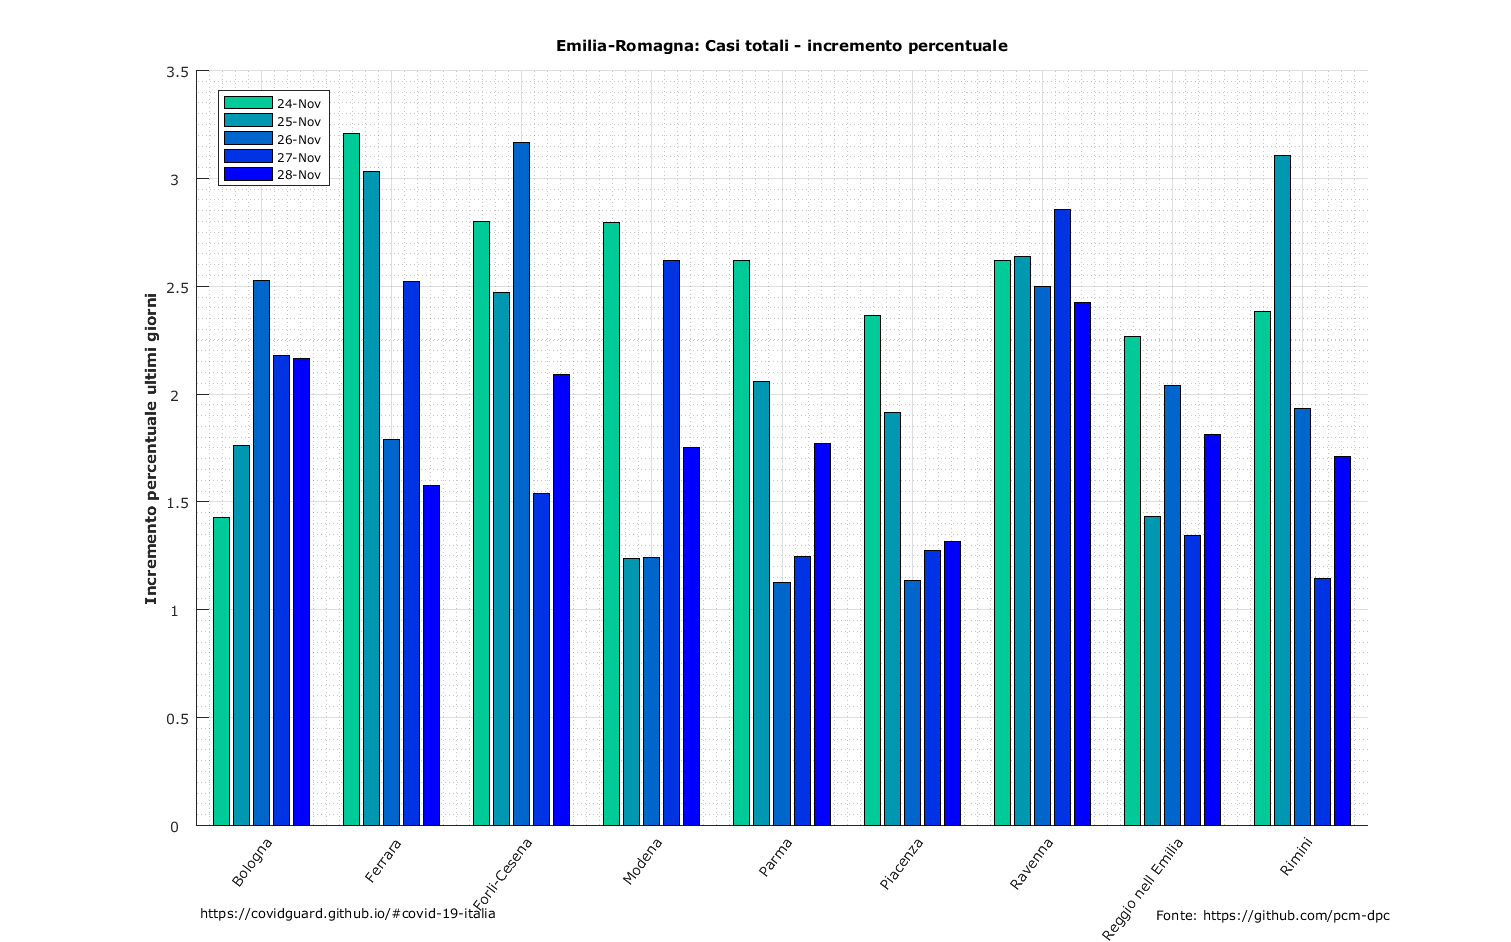 Emilia-Romagna: Casi totali - incremento percentuale
Incremento percentuale ultimi giorni
3.5
3
2.5
2
1.5
1
0.5
0
24-Nov
25-Nov
26-Nov
27-Nov
28-Nov
Bologna
Ferrara
Forlì-Cesena
Modena
Parma
Piacenza
Ravenna
Reggio nell Emilia
Rimini
https://covidguard.github.io/#covid-19-italia
Fonte: https://github.com/pcm-dpc